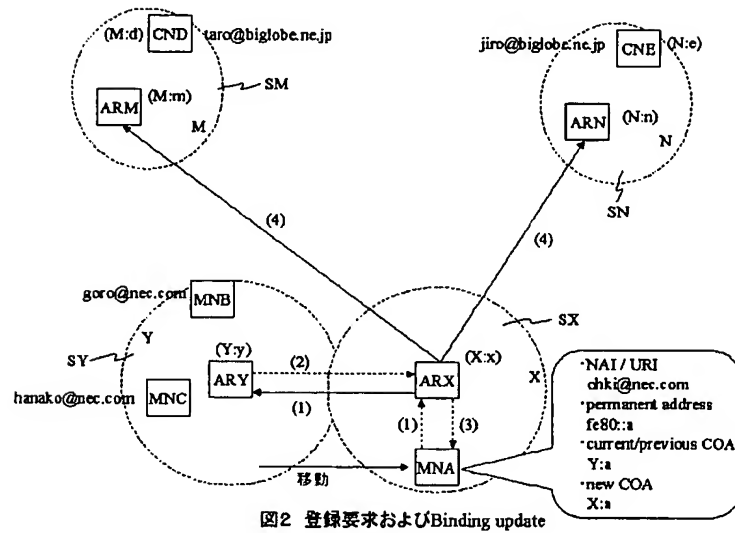 (M:d) CND taro@biglobe.ne.jp
jiro@biglobe.ne.jp CNE (N:e)
SM
ARM (M:m)
M
ARN (N:n)
N
SN
(4)
(4)
goro@nec.com MNB
SX
SY
Y
(Y:y)
(2)
(X:x)
ARY
ARX
X
(1)
hanako@nec.com MNC
(1)
(3)
移動
MNA
・NAI / URI
chki@nec.com
・permanent address
fe80::a
・current/previous COA
Y:a
・new COA
X:a
図2 登録要求およびBinding update